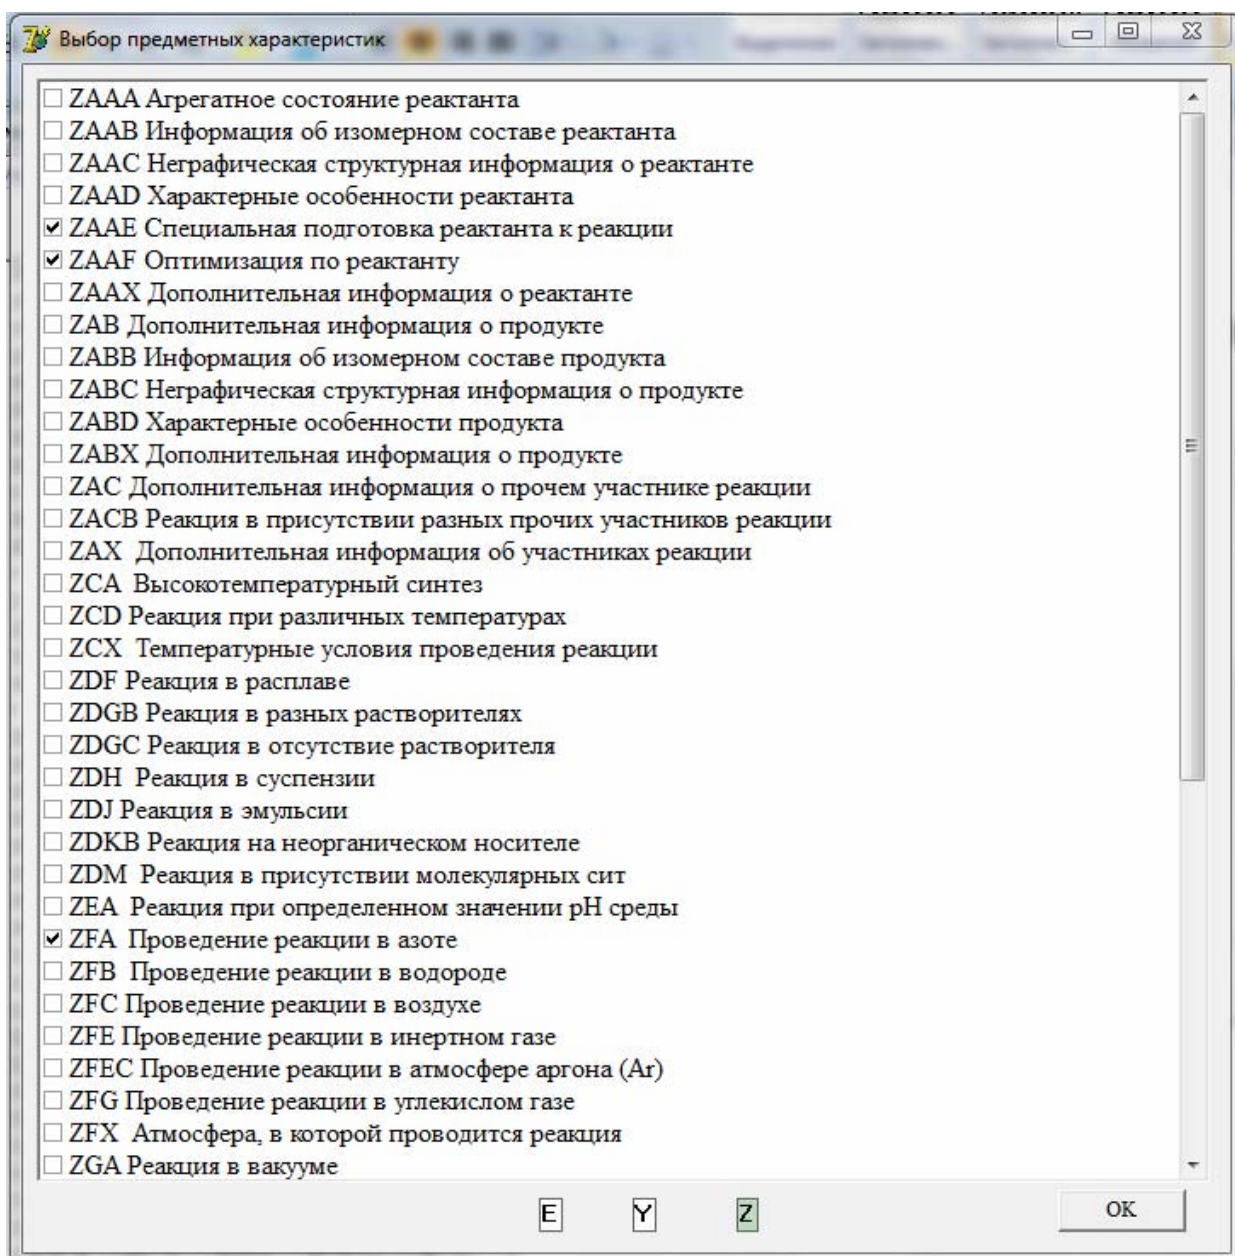 Выбор предметных характеристик
ZAAA Агрегатное состояние реактанта
ZAAB Информация об изомерном составе реактанта
ZAAC Неграфическая структурная информация о реактанте
ZAAD Характерные особенности реактанта
ZAAE Специальная подготовка реактанта к реакции
ZAAF Оптимизация по реактанту
ZAAX Дополнительная информация о реактанте
ZAB Дополнительная информация о продукте
ZABB Информация об изомерном составе продукта
ZABC Неграфическая структурная информация о продукте
ZABD Характерные особенности продукта
ZABX Дополнительная информация о продукте
ZAC Дополнительная информация о прочем участнике реакции
ZACB Реакция в присутствии разных прочих участников реакции
ZAX Дополнительная информация об участниках реакции
ZCA Высокотемпературный синтез
ZCD Реакция при различных температурах
ZCX Температурные условия проведения реакции
ZDF Реакция в расплаве
ZDGB Реакция в разных растворителях
ZDGC Реакция в отсутствие растворителя
ZDH Реакция в суспензии
ZDJ Реакция в эмульсии
ZDKB Реакция на неорганическом носителе
ZDM Реакция в присутствии молекулярных сит
ZEA Реакция при определенном значении pH среды
ZFA Проведение реакции в азоте
ZFB Проведение реакции в водороде
ZFC Проведение реакции в воздухе
ZFE Проведение реакции в инертном газе
ZFEC Проведение реакции в атмосфере аргона (Ar)
ZFG Проведение реакции в углекислом газе
ZFX Атмосфера, в которой проводится реакция
ZGA Реакция в вакууме
E Y Z OK